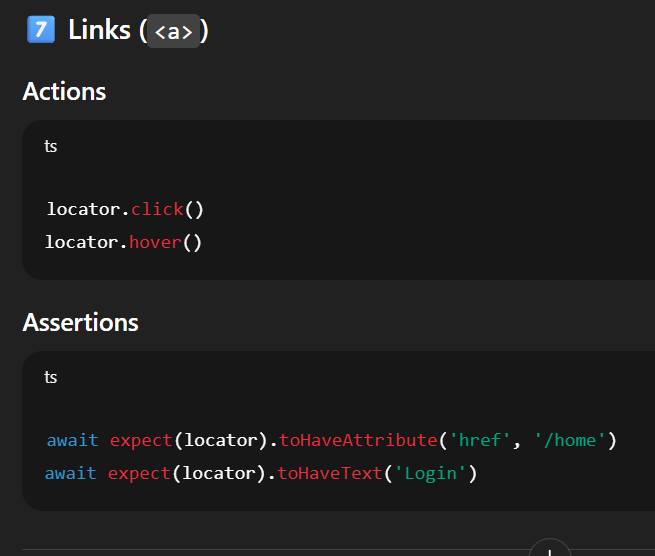 7 Links (<a>)
Actions
ts
locator.click()
locator.hover()
Assertions
ts
await expect(locator).toHaveAttribute('href', '/home')
await expect(locator).toHaveText('Login')